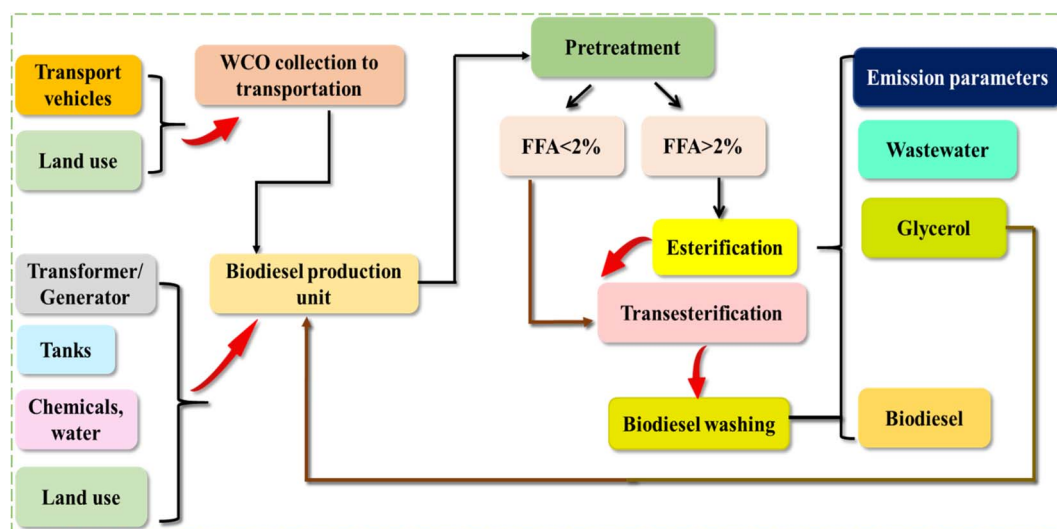 Transport
vehicles
Land use
WCO collection to
transportation
Pretreatment
FFA<2%
FFA>2%
Emission parameters
Wastewater
Glycerol
Transformer/
Generator
Tanks
Chemicals,
water
Land use
Biodiesel production
unit
Esterification
Transesterification
Biodiesel washing
Biodiesel